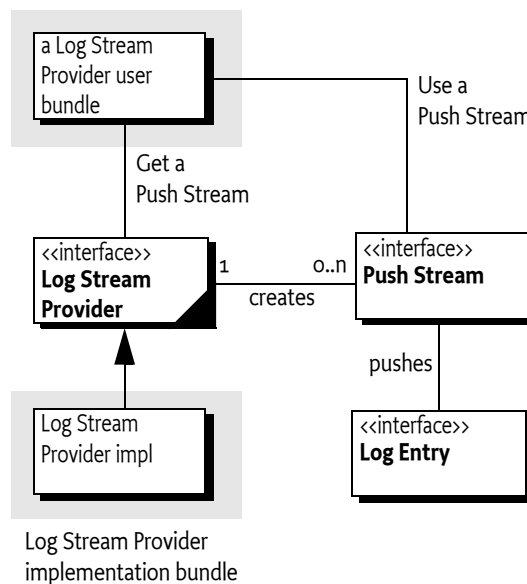 a Log Stream
Provider user
bundle
Use a
Push Stream
Get a
Push Stream
<<interface>>
Log Stream
Provider
1
0..n
creates
<<interface>>
Push Stream
pushes
Log Stream
Provider impl
<<interface>>
Log Entry
Log Stream Provider
implementation bundle